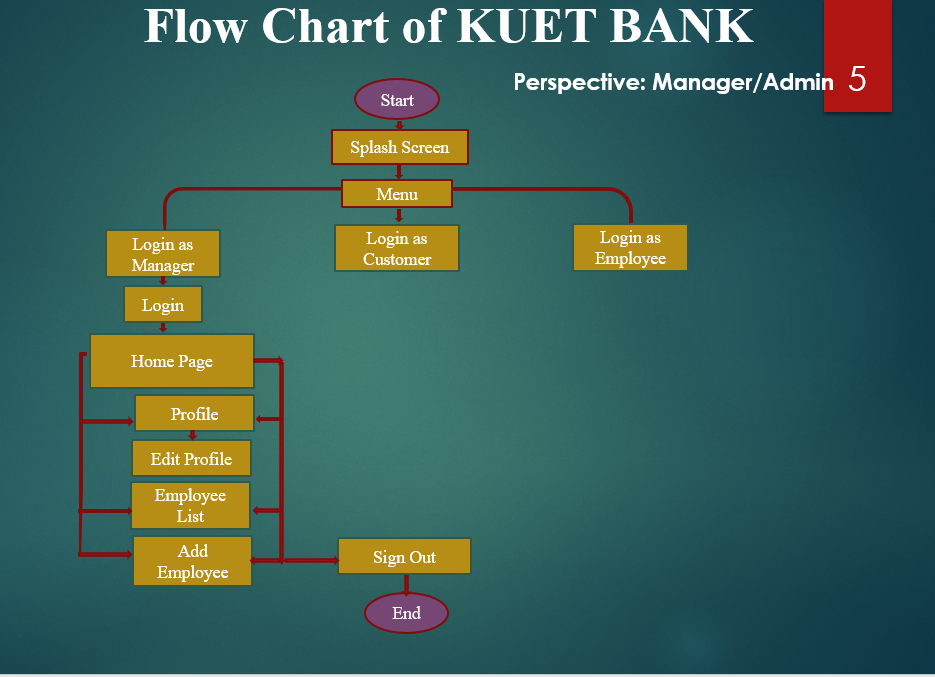 Flow Chart of KUET BANK
Perspective: Manager/Admin
5
Start
Splash Screen
Menu
Login as
Manager
Login as
Customer
Login as
Employee
Login
Home Page
Profile
Edit Profile
Employee
List
Add
Employee
Sign Out
End